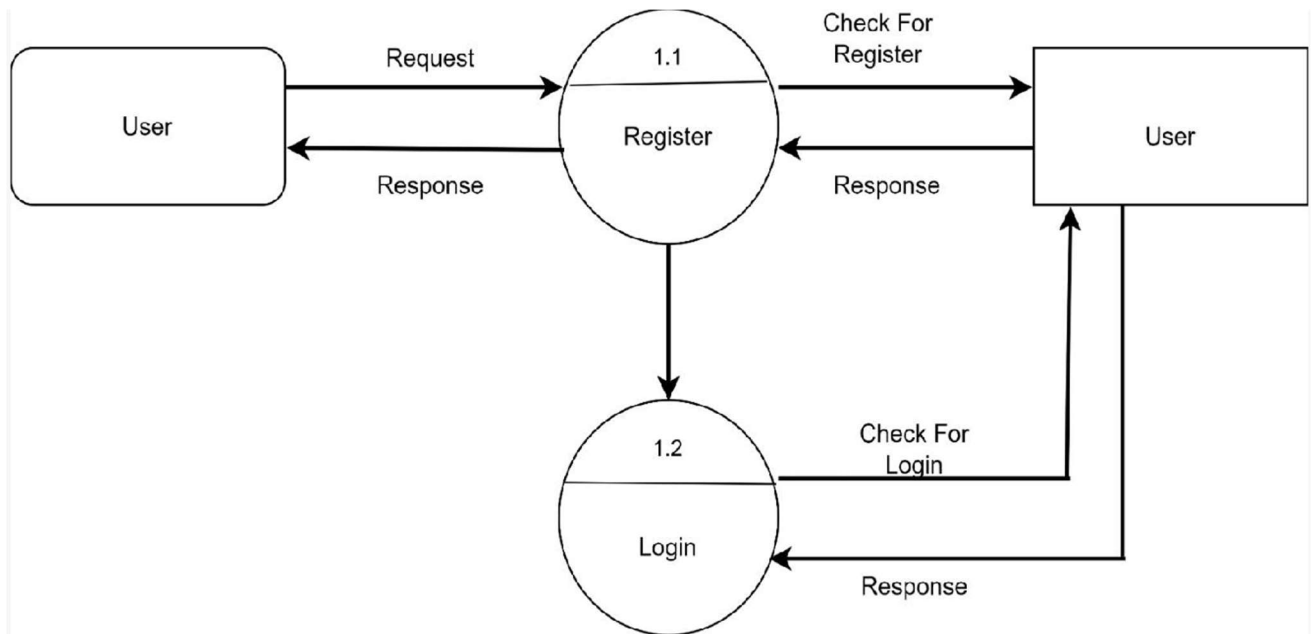 Check For
Register
Request
1.1
User
Register
User
Response
Response
1.2
Check For
Login
Login
Response